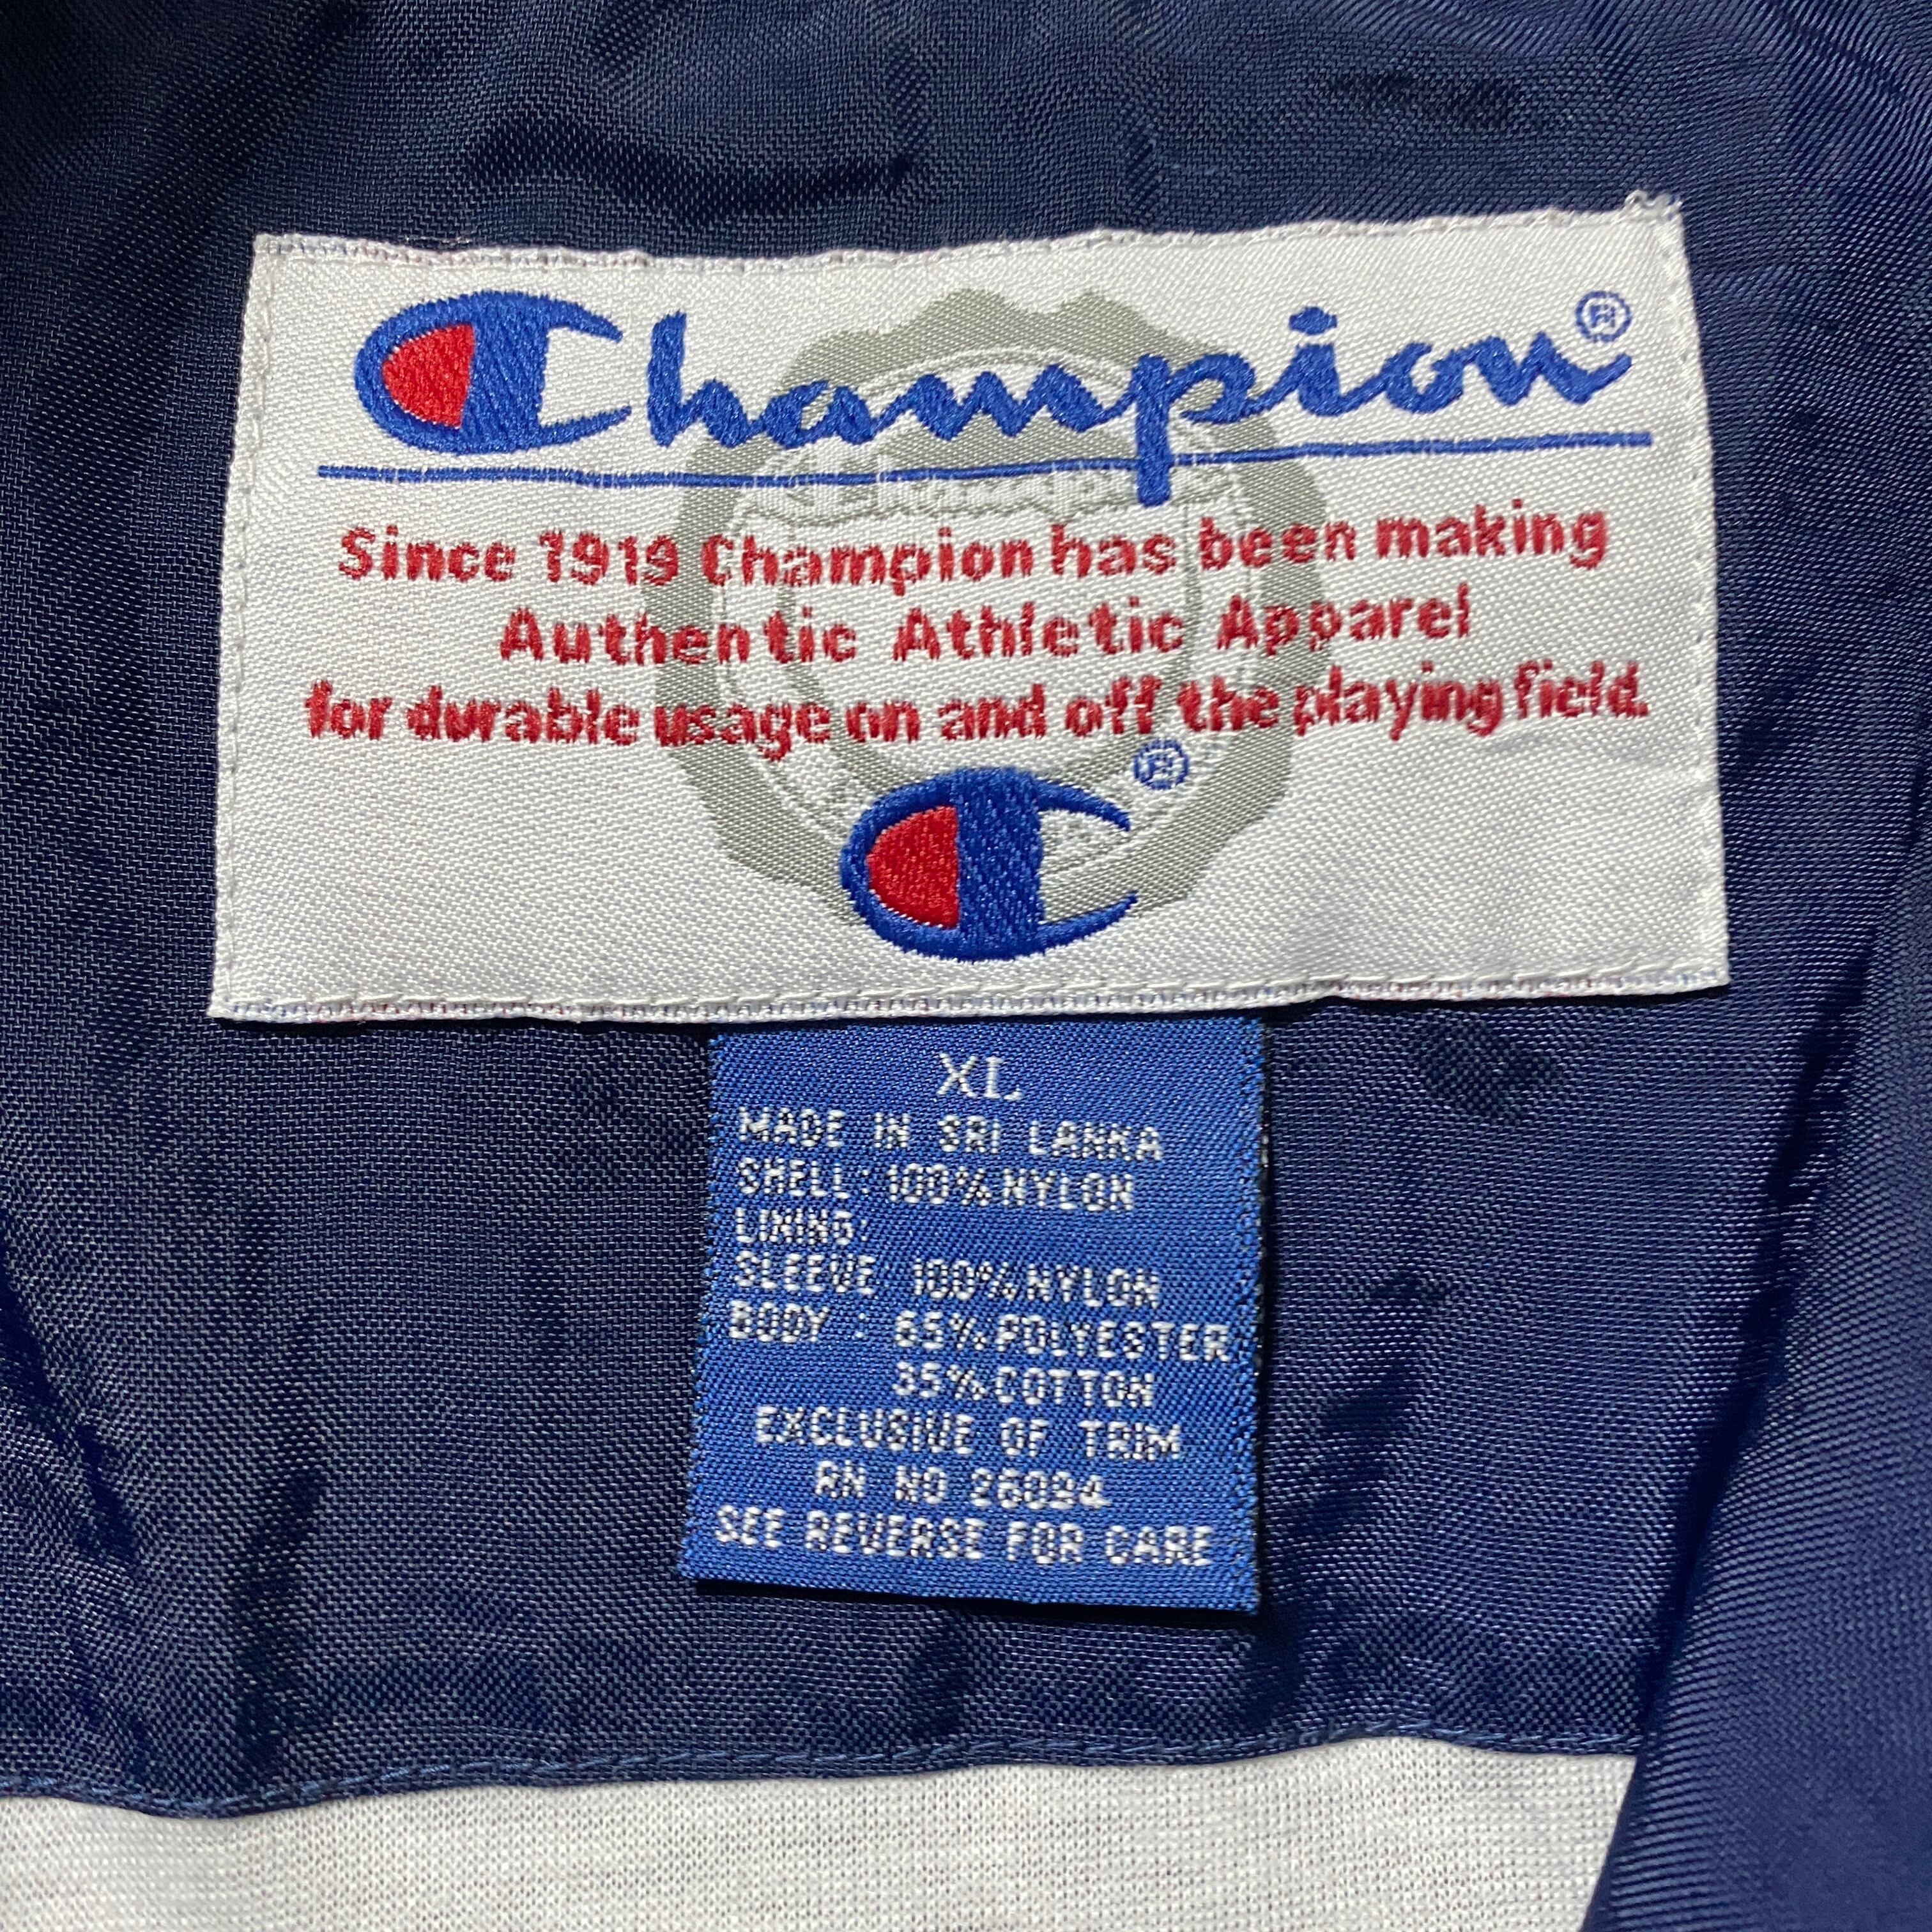 Champion®
Since 1919 Champion has been making
Authentic Athletic Apparel
for durable usage on and off the playing field.
®
XL
MADE IN SRI LANKA
SHELL: 100% NYLON
LINING:
SLEEVE 100% NYLON
BODY : 65% POLYESTER
35% COTTON
EXCLUSIVE OF TRIM
RN NO 26094
SEE REVERSE FOR CARE